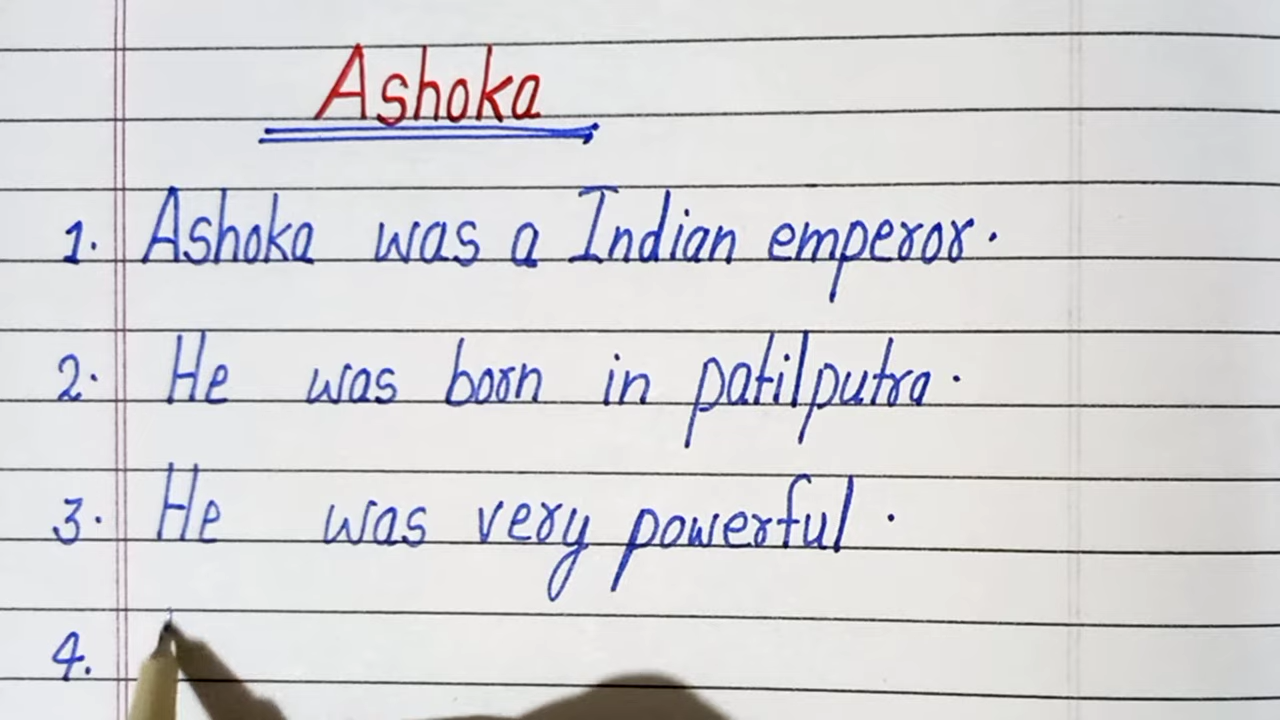 Ashoka
1. Ashoka was a Indian emperor.
2. He was born in patilputra.
3. He was very powerful.
4.